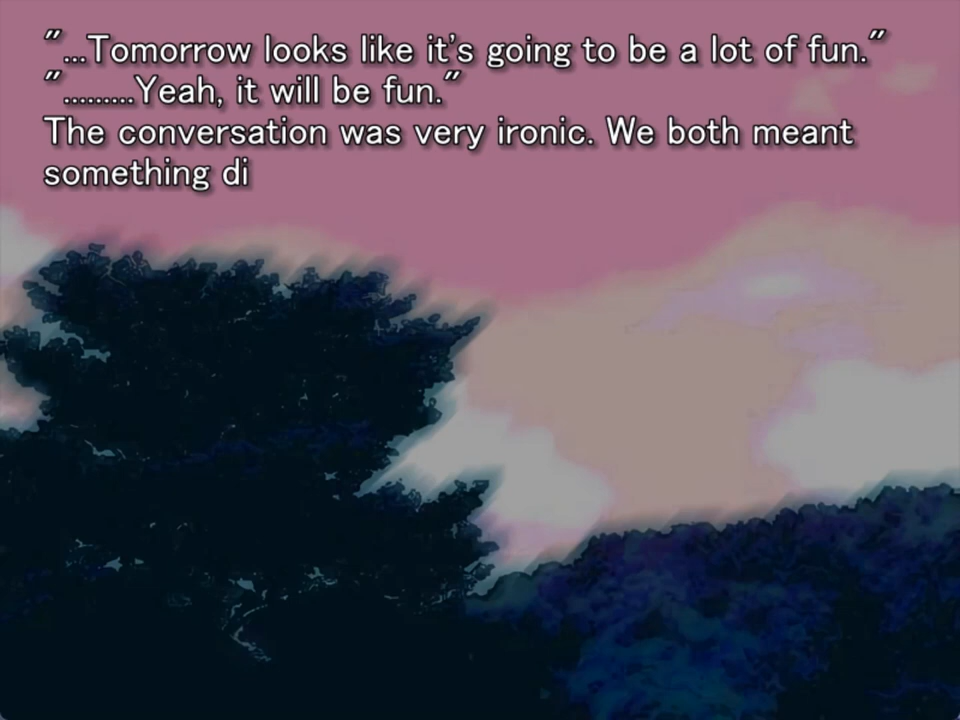 "...Tomorrow looks like it's going to be a lot of fun."
".........Yeah, it will be fun."
The conversation was very ironic. We both meant
something di